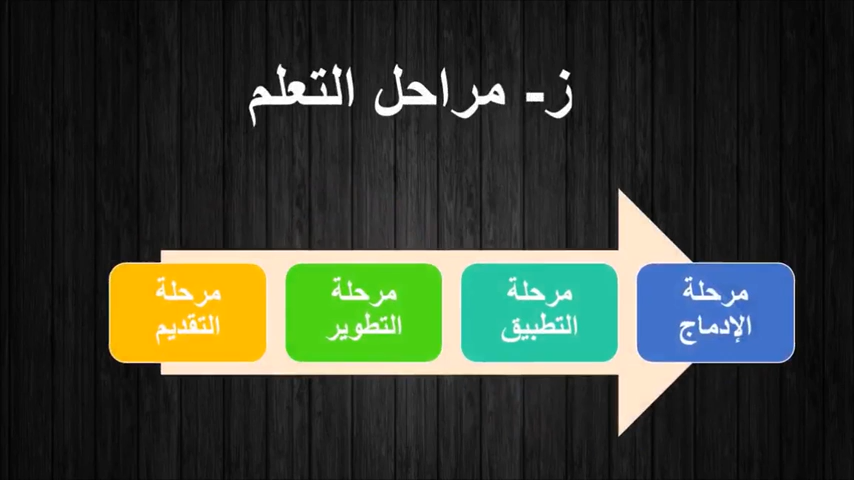 ز- مراحل التعلم
مرحلة
التقديم
مرحلة
التطوير
مرحلة
التطبيق
مرحلة
الإدماج